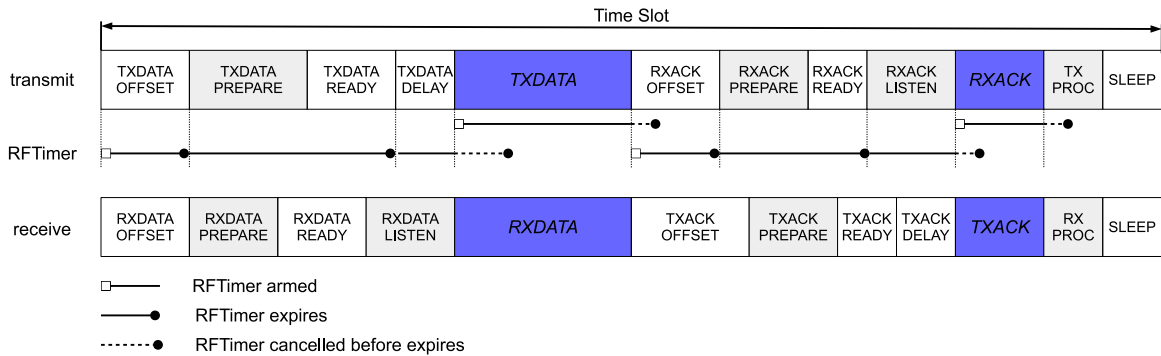 Time Slot
transmit
TXDATA
OFFSET
TXDATA
PREPARE
TXDATA
READY
TXDATA
DELAY
TXDATA
RXACK
OFFSET
RXACK
PREPARE
RXACK
READY
RXACK
LISTEN
RXACK
TX
PROC
SLEEP
RFTimer
receive
RXDATA
OFFSET
RXDATA
PREPARE
RXDATA
READY
RXDATA
LISTEN
RXDATA
TXACK
OFFSET
TXACK
PREPARE
TXACK
READY
TXACK
DELAY
TXACK
RX
PROC
SLEEP
RFTimer armed
RFTimer expires
RFTimer cancelled before expires